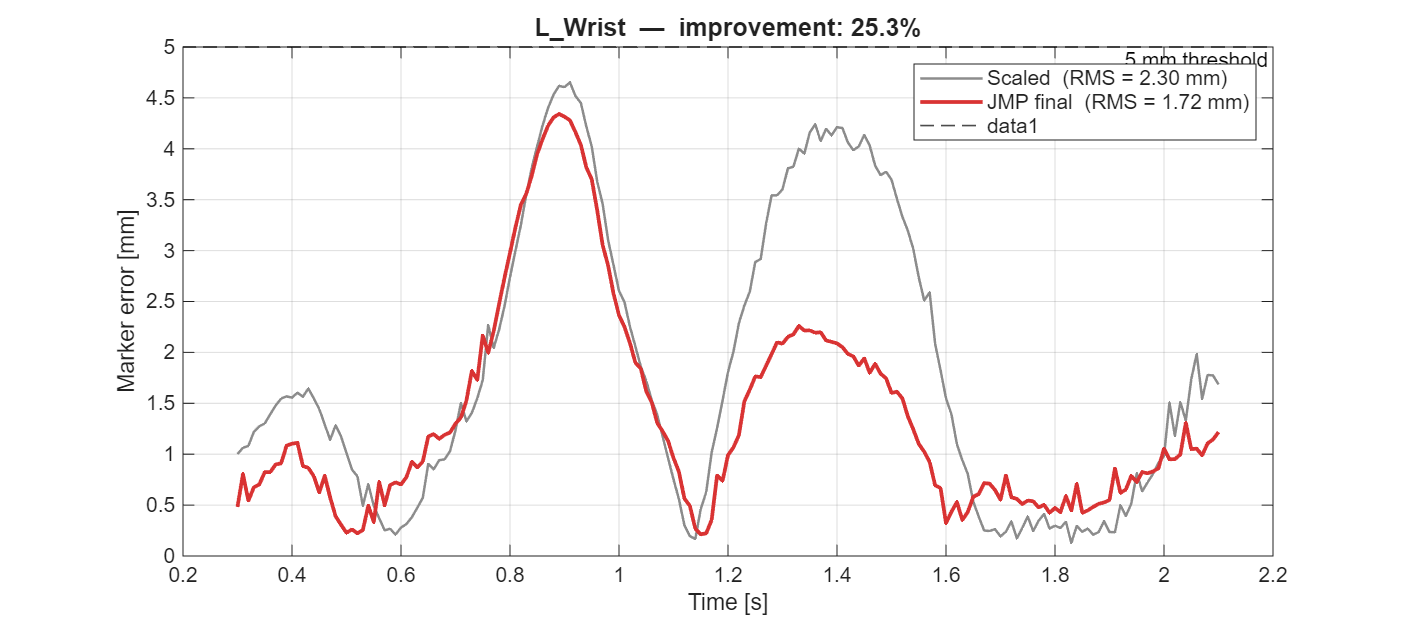 L_Wrist — improvement: 25.3%
5 mm threshold
Scaled (RMS = 2.30 mm)
JMP final (RMS = 1.72 mm)
data1
Marker error [mm]
5
4.5
4
3.5
3
2.5
2
1.5
1
0.5
0
0.2 0.4 0.6 0.8 1 1.2 1.4 1.6 1.8 2 2.2
Time [s]